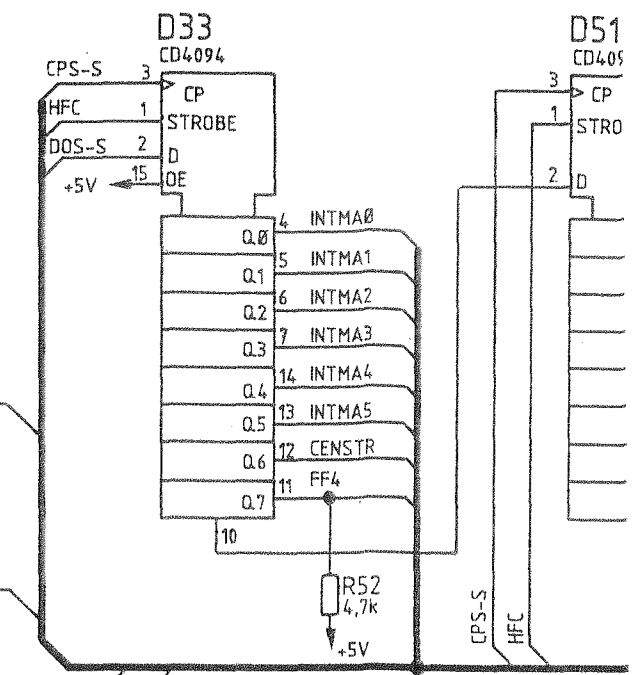 D33
CD4094
CPS-S 3 CP
HFC 1 STROBE
DOS-S 2 D
+5V 15 OE
Q.0 4 INTMA0
Q.1 5 INTMA1
Q.2 6 INTMA2
Q.3 7 INTMA3
Q.4 14 INTMA4
Q.5 13 INTMA5
Q.6 12 CENSTR
Q.7 11 FF4
10
R52
4,7k
+5V
D51
CD409
3 CP
1 STRO
2 D
CPS-S
HFC